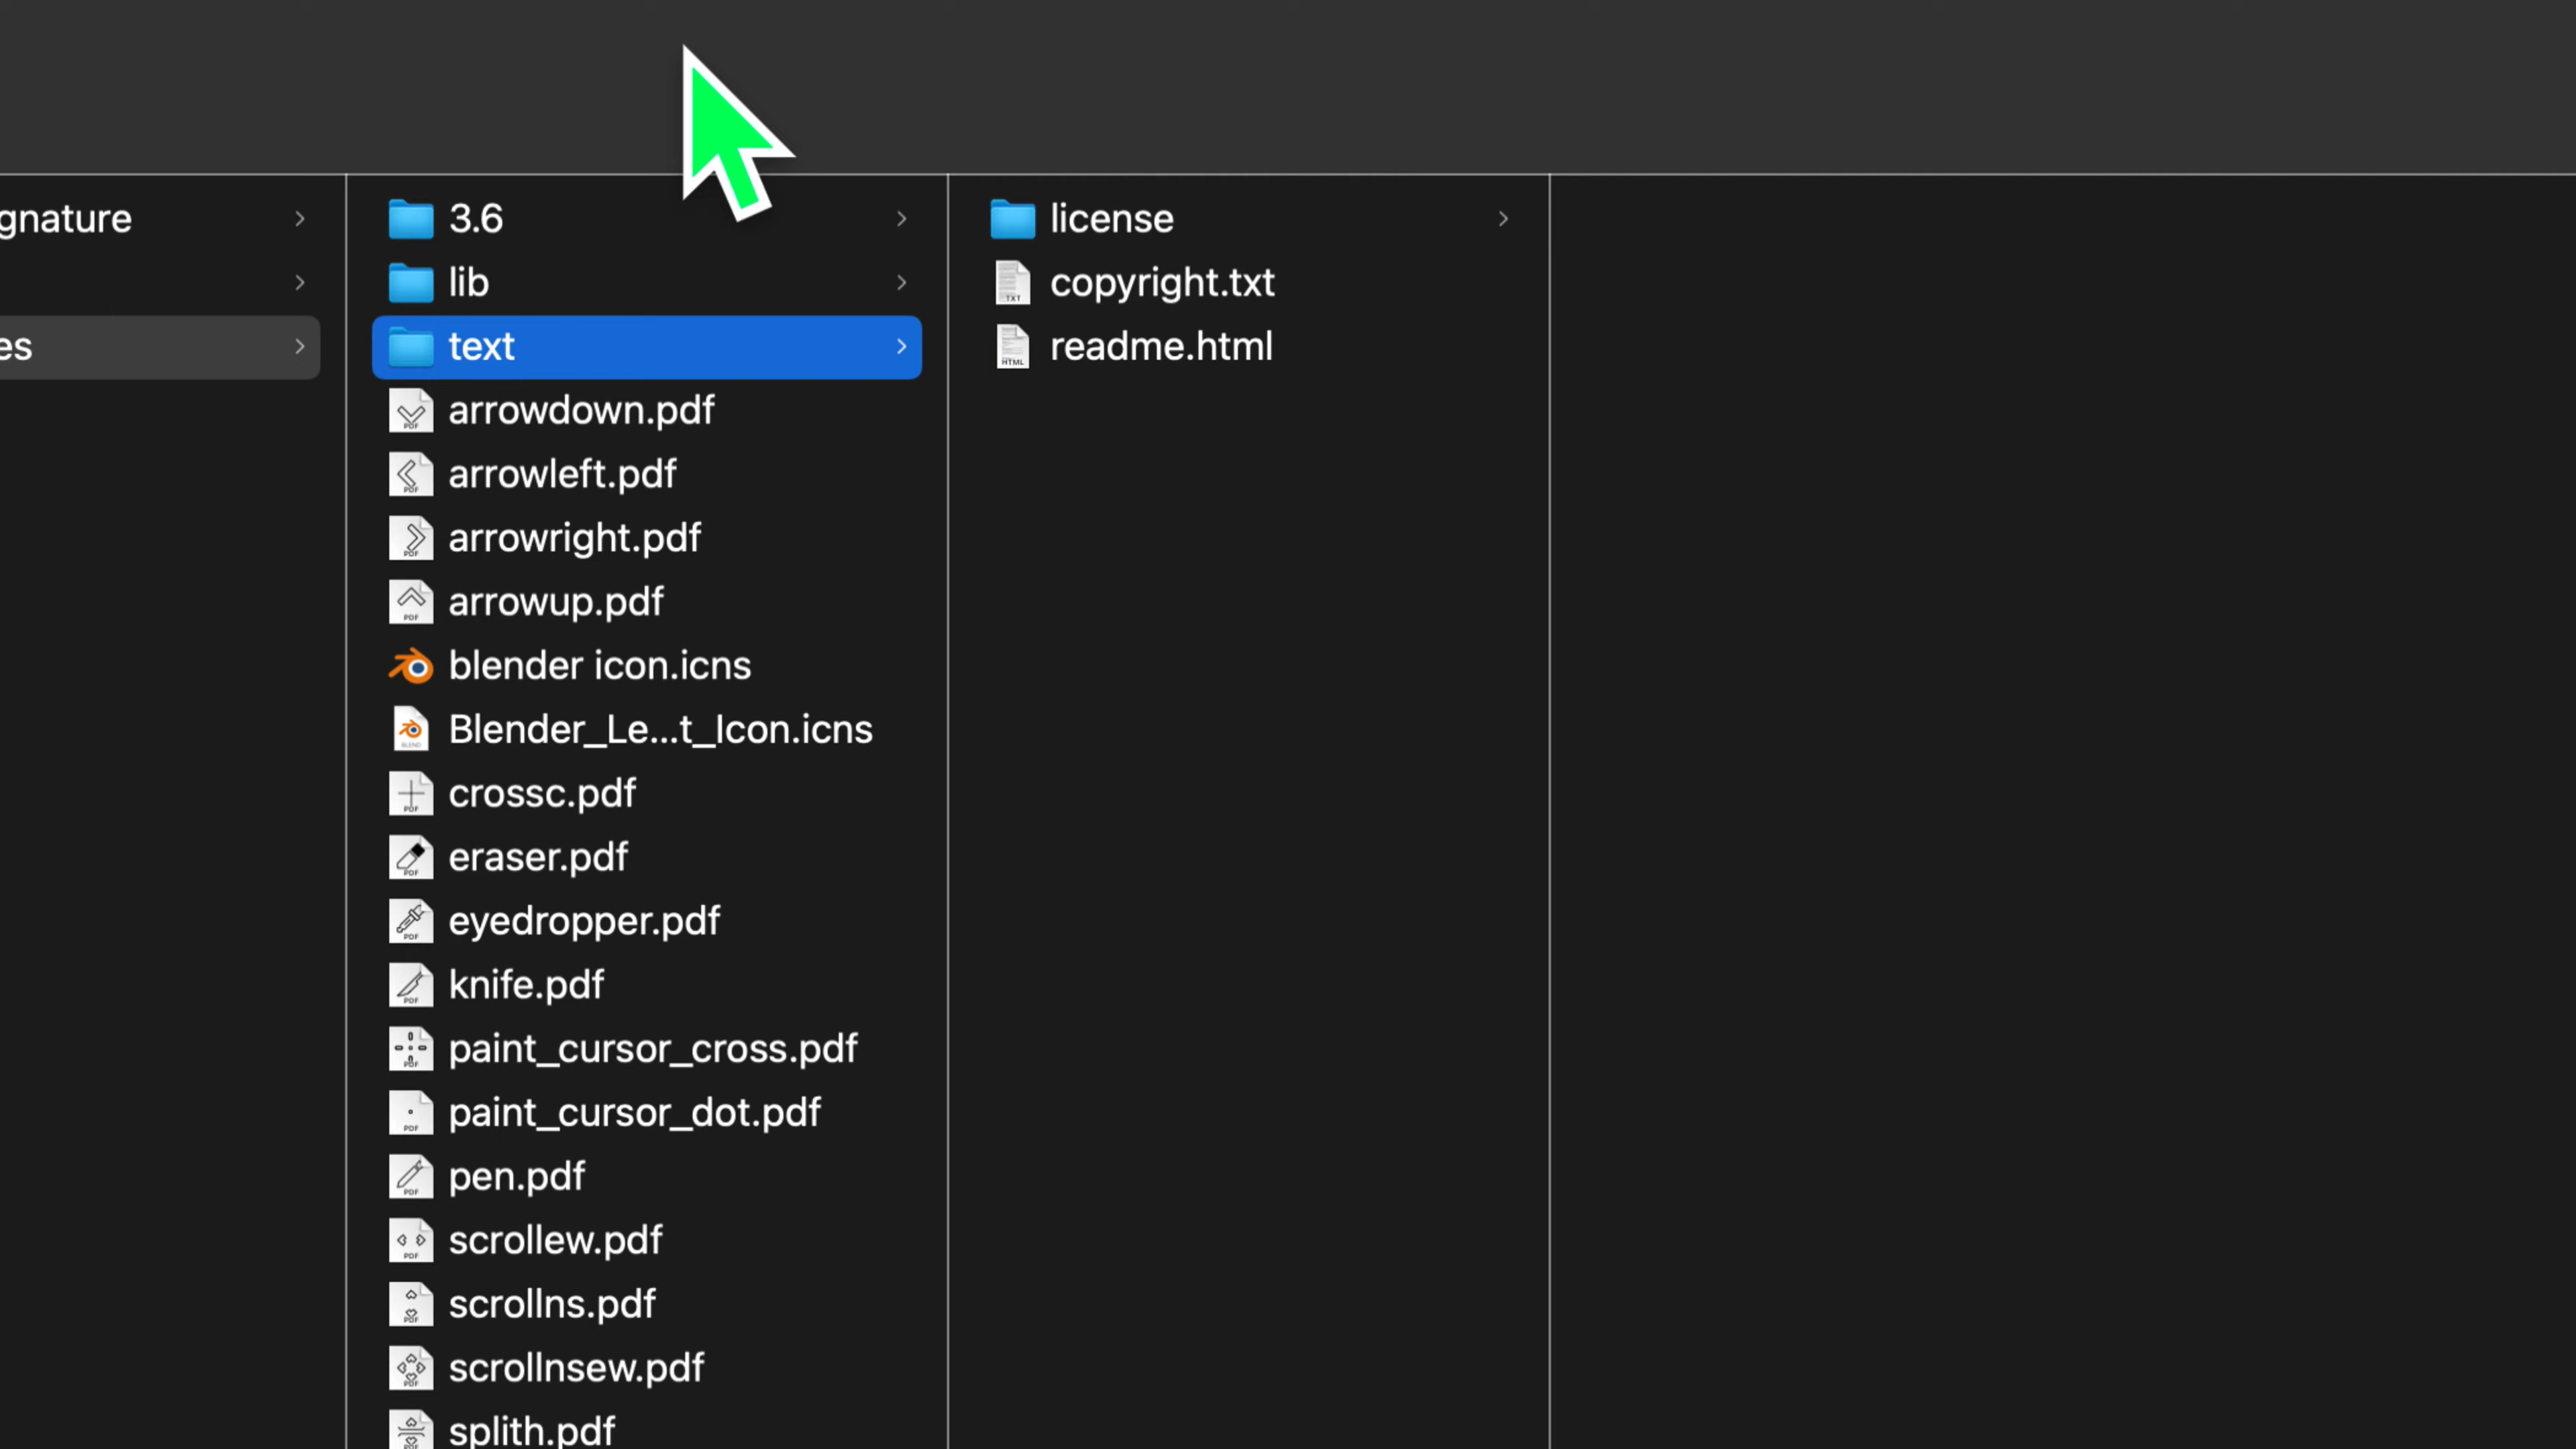 gnature
es
3.6
lib
text
arrowdown.pdf
arrowleft.pdf
arrowright.pdf
arrowup.pdf
blender icon.icns
Blender_Le...t_Icon.icns
crossc.pdf
eraser.pdf
eyedropper.pdf
knife.pdf
paint_cursor_cross.pdf
paint_cursor_dot.pdf
pen.pdf
scrollew.pdf
scrollns.pdf
scrollnsew.pdf
splith.pdf
license
copyright.txt
readme.html